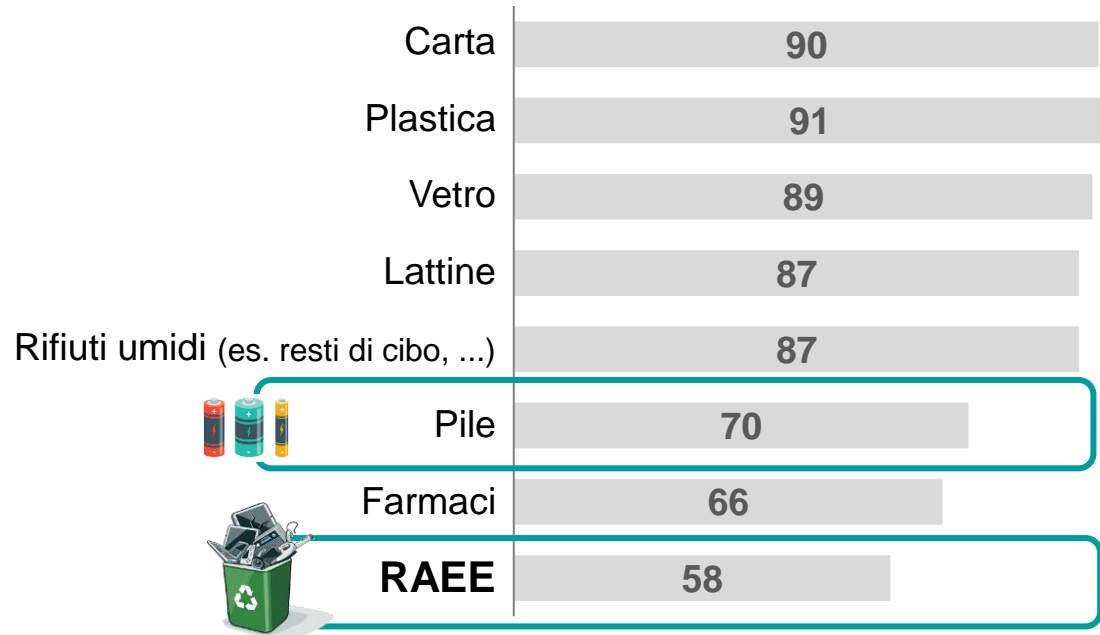 Carta 90
Plastica 91
Vetro 89
Lattine 87
Rifiuti umidi (es. resti di cibo, ...) 87
Pile 70
Farmaci 66
RAEE 58